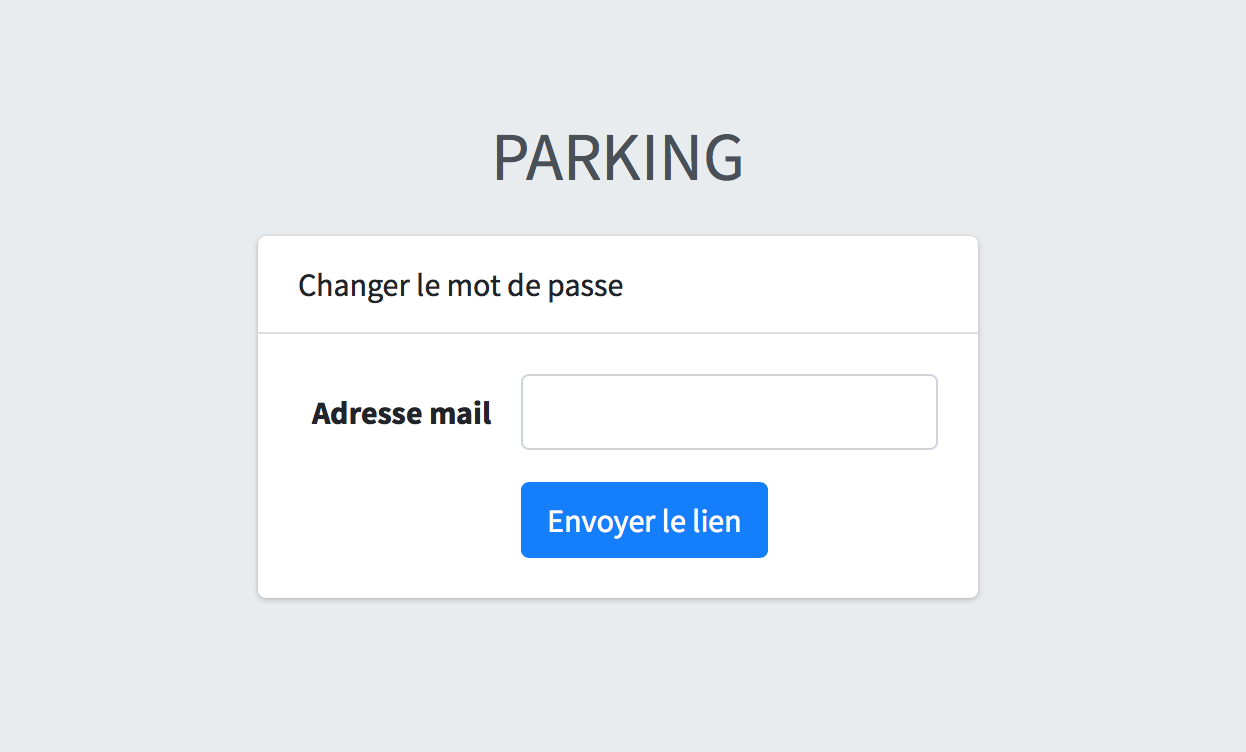 PARKING
Changer le mot de passe
Adresse mail
Envoyer le lien